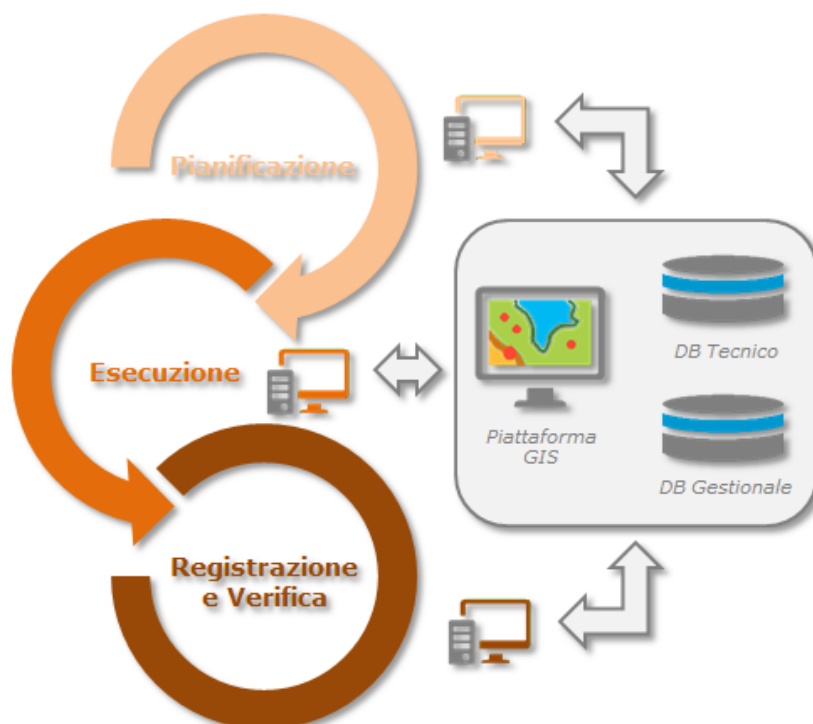 Pianificazione
DB Tecnico
Esecuzione
Piattaforma
GIS
DB Gestionale
Registrazione
e Verifica